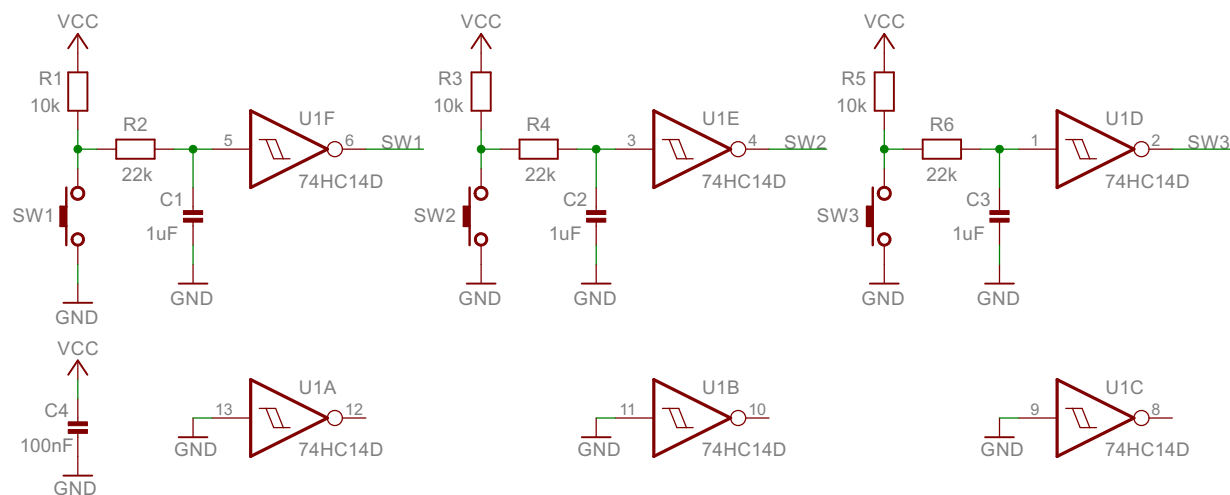 VCC
R1
10k
R2
22k
C1
1uF
SW1
GND
GND
5
U1F
6
SW1
74HC14D
VCC
R3
10k
R4
22k
C2
1uF
SW2
GND
GND
3
U1E
4
SW2
74HC14D
VCC
R5
10k
R6
22k
C3
1uF
SW3
GND
GND
1
U1D
2
SW3
74HC14D
VCC
C4
100nF
GND
13
GND
U1A
12
74HC14D
11
GND
U1B
10
74HC14D
9
GND
U1C
8
74HC14D